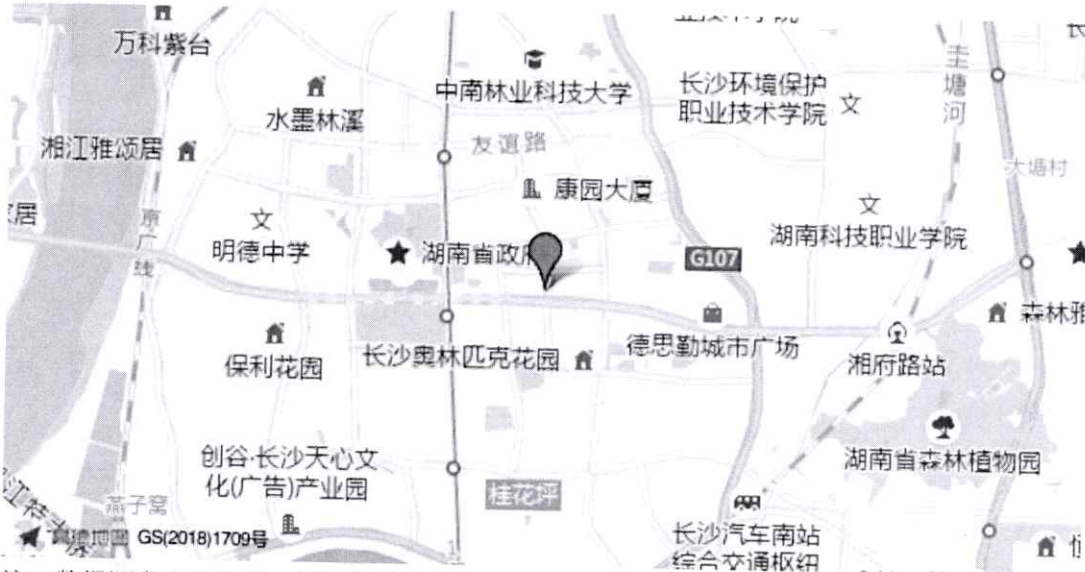 万科紫台
中南林业科技大学
长沙环境保护
职业技术学院
圭塘河
水墨林溪
湘江雅颂居
友谊路
大塘村
康园大厦
居
京广线
明德中学
湖南省政府
湖南科技职业学院
G107
森林雅
保利花园
长沙奥林匹克花园
德思勤城市广场
湘府路站
创谷·长沙天心文
化(广告)产业园
湖南省森林植物园
桂花坪
燕子窝
长沙汽车南站
综合交通枢纽
GS(2018)1709号
1